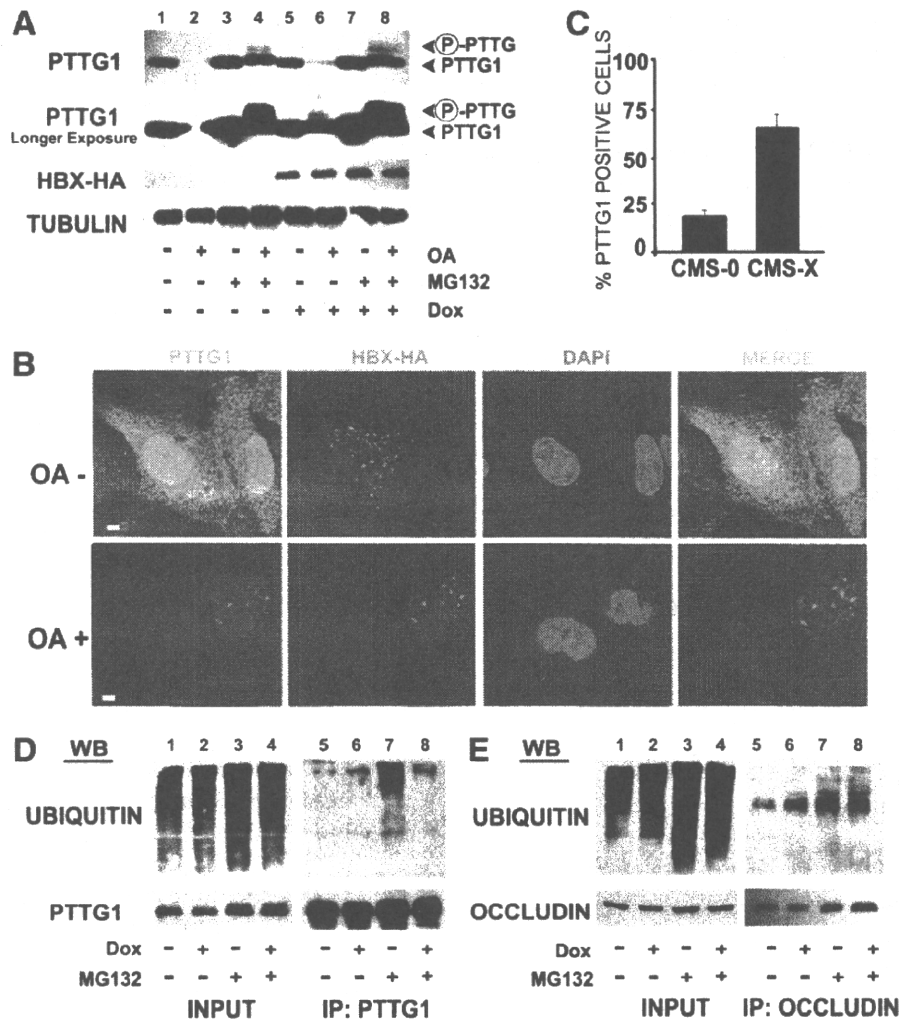 A
1 2 3 4 5 6 7 8
PTTG1
P-PTTG
PTTG1
PTTG1
Longer Exposure
P-PTTG
PTTG1
HBX-HA
TUBULIN
- + - + - + - + OA
- - + + - - + + MG132
- - - - + + + + Dox
C
% PTTG1 POSITIVE CELLS
100
75
50
25
0
CMS-0 CMS-X
B
PTTG1 HBX-HA DAPI MERGE
OA -
OA +
D WB 1 2 3 4 5 6 7 8
UBIQUITIN
PTTG1
Dox - + - + - + - +
MG132 - - + + - - + +
INPUT IP: PTTG1
E WB 1 2 3 4 5 6 7 8
UBIQUITIN
OCCLUDIN
Dox - + - + - + - +
MG132 - - + + - - + +
INPUT IP: OCCLUDIN